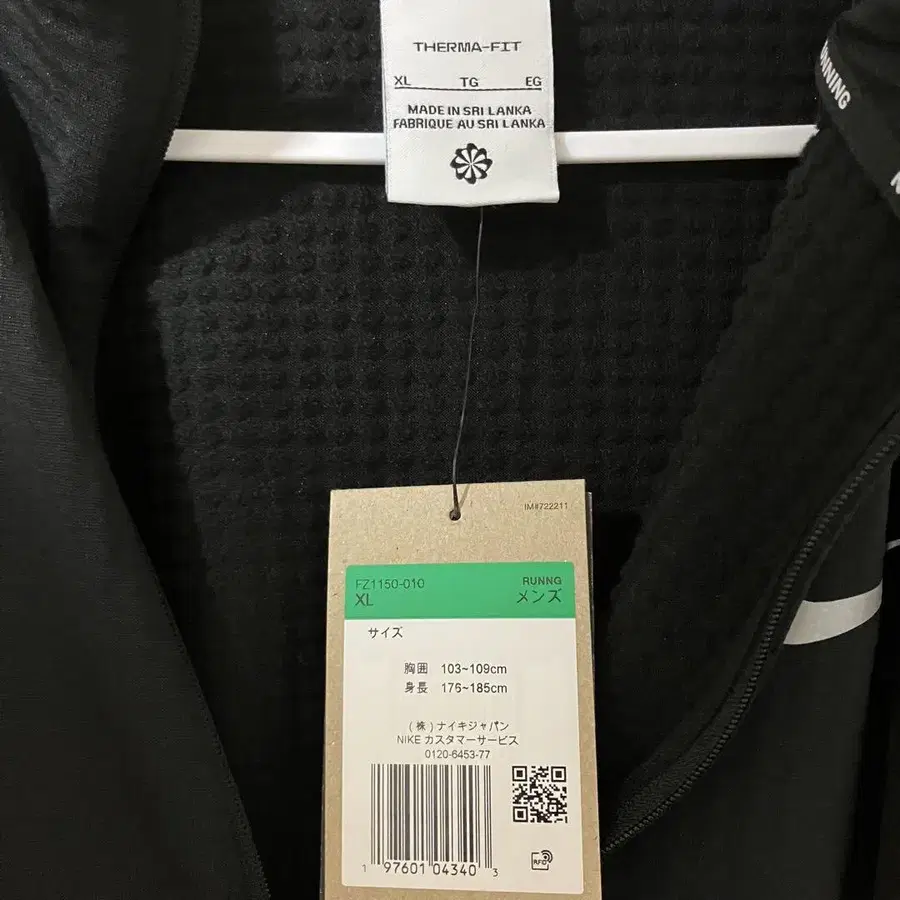 THERMA-FIT
XL TG EG
MADE IN SRI LANKA
FABRIQUE AU SRI LANKA
NNING
IM#722211
FZ1150-010 RUNNG
XL メンズ
サイズ
胸囲 103~109cm
身長 176~185cm
(株)ナイキジャパン
NIKE カスタマーサービス
0120-6453-77
1 97601 04340 3
RFID